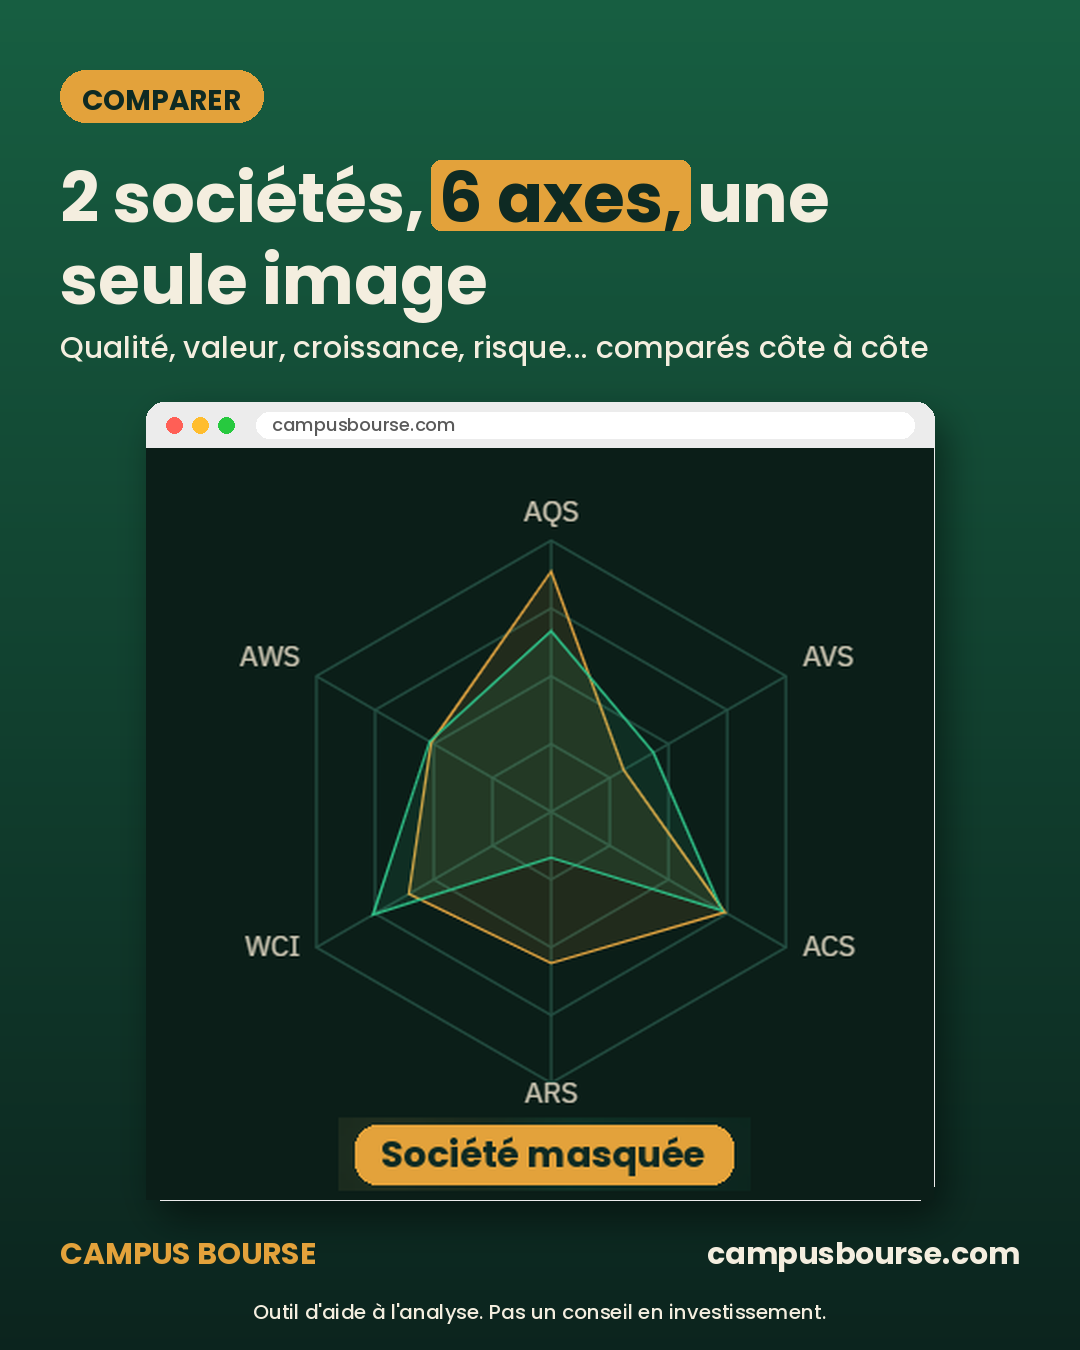 COMPARER
2 sociétés, 6 axes, une
seule image
Qualité, valeur, croissance, risque... comparés côte à côte
campusbourse.com
AQS
AWS
AVS
WCI
ACS
ARS
Société masquée
CAMPUS BOURSE
campusbourse.com
Outil d'aide à l'analyse. Pas un conseil en investissement.